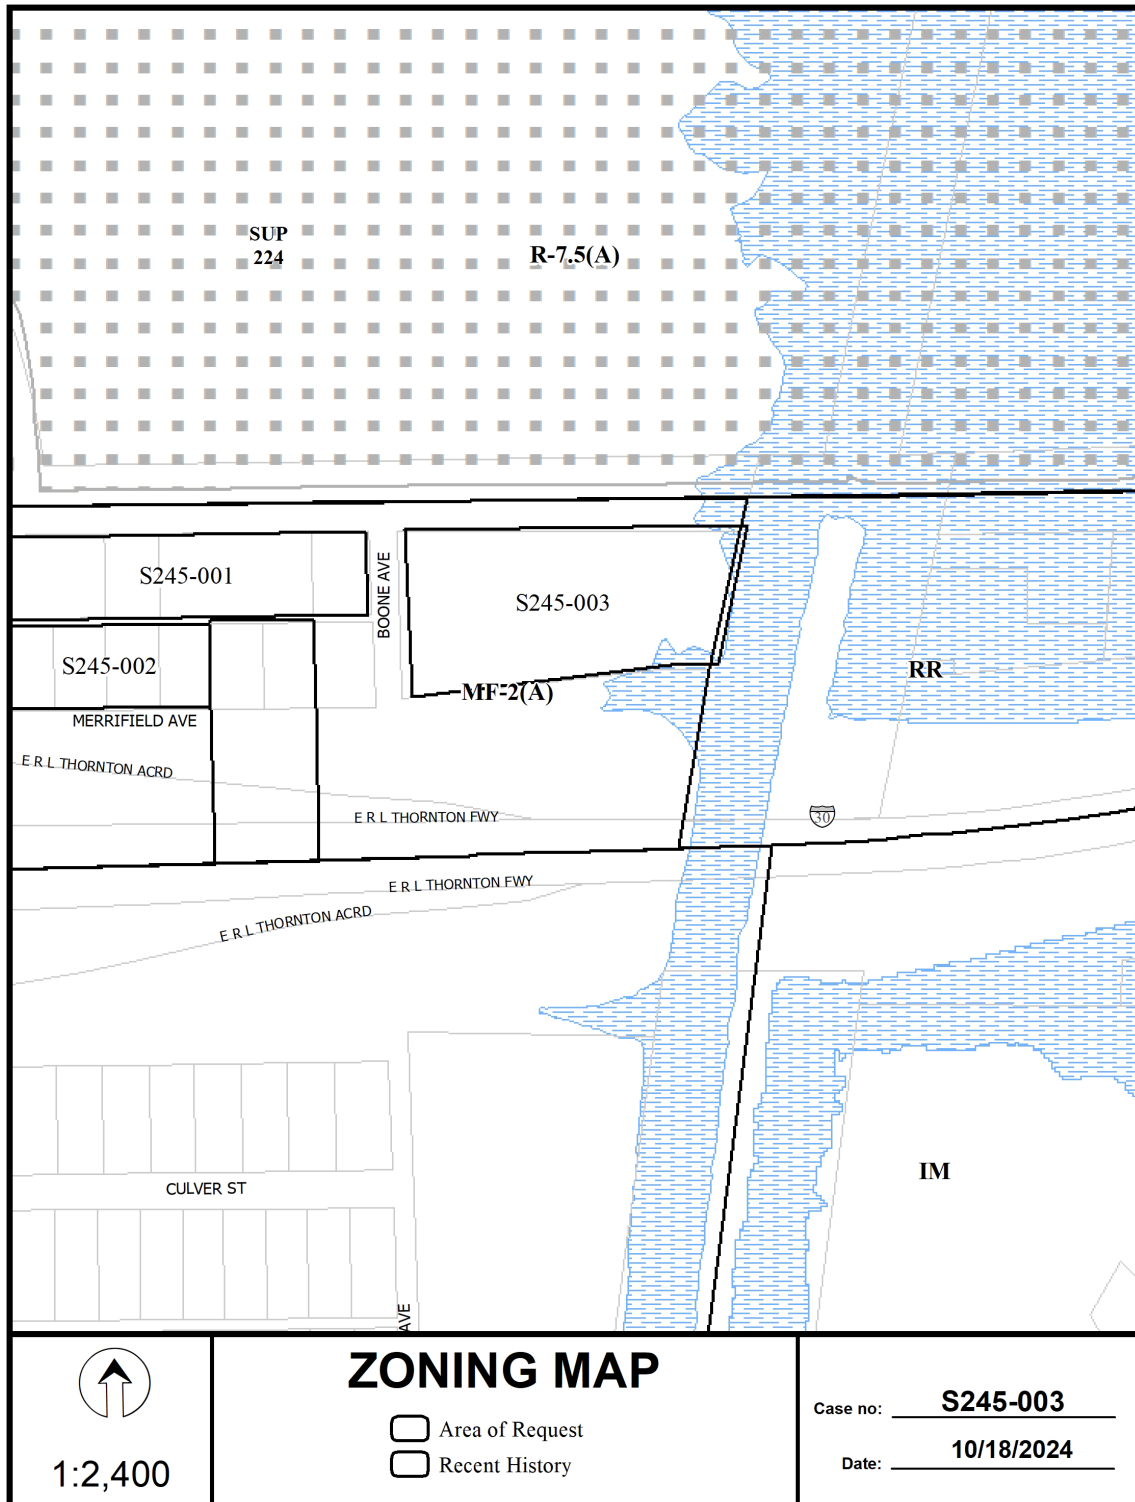 SUP
224
R-7.5(A)
S245-001
BOONE AVE
S245-003
S245-002
RR
MF-2(A)
MERRIFIELD AVE
E R L THORNTON ACRD
E R L THORNTON FWY
30
E R L THORNTON FWY
E R L THORNTON ACRD
IM
CULVER ST
AVE
ZONING MAP
Area of Request
Recent History
1:2,400
Case no: S245-003
Date: 10/18/2024